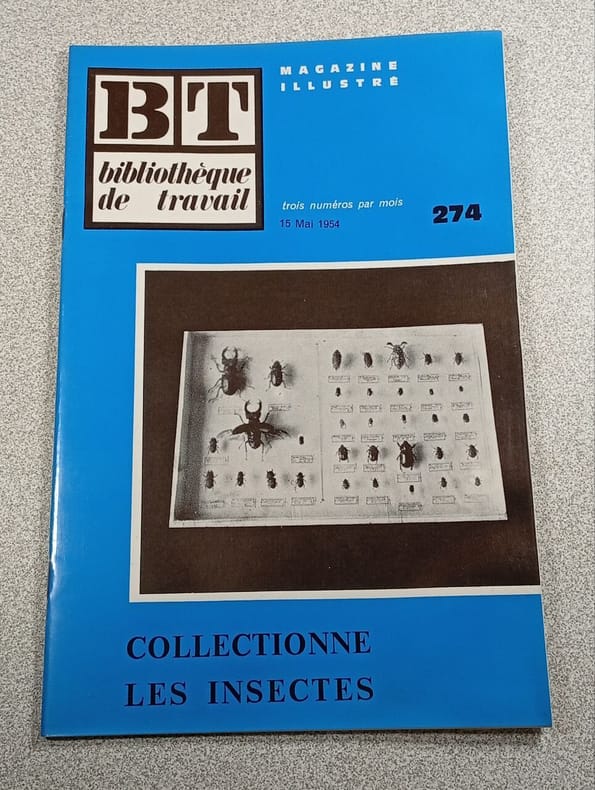 BT
bibliothèque
de travail
MAGAZINE
ILLUSTRÉ
trois numéros par mois
15 Mai 1954
274
COLLECTIONNE
LES INSECTES